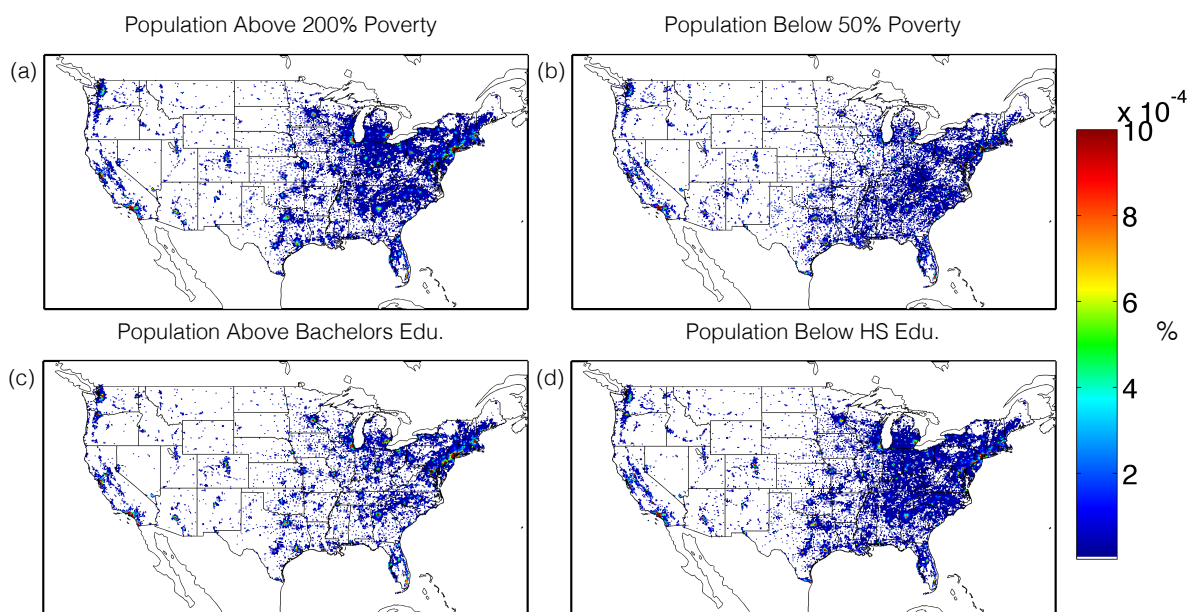 Population Above 200% Poverty
Population Below 50% Poverty
(a)
(b)
x 10-4
10
8
6
%
4
2
Population Above Bachelors Edu.
Population Below HS Edu.
(c)
(d)